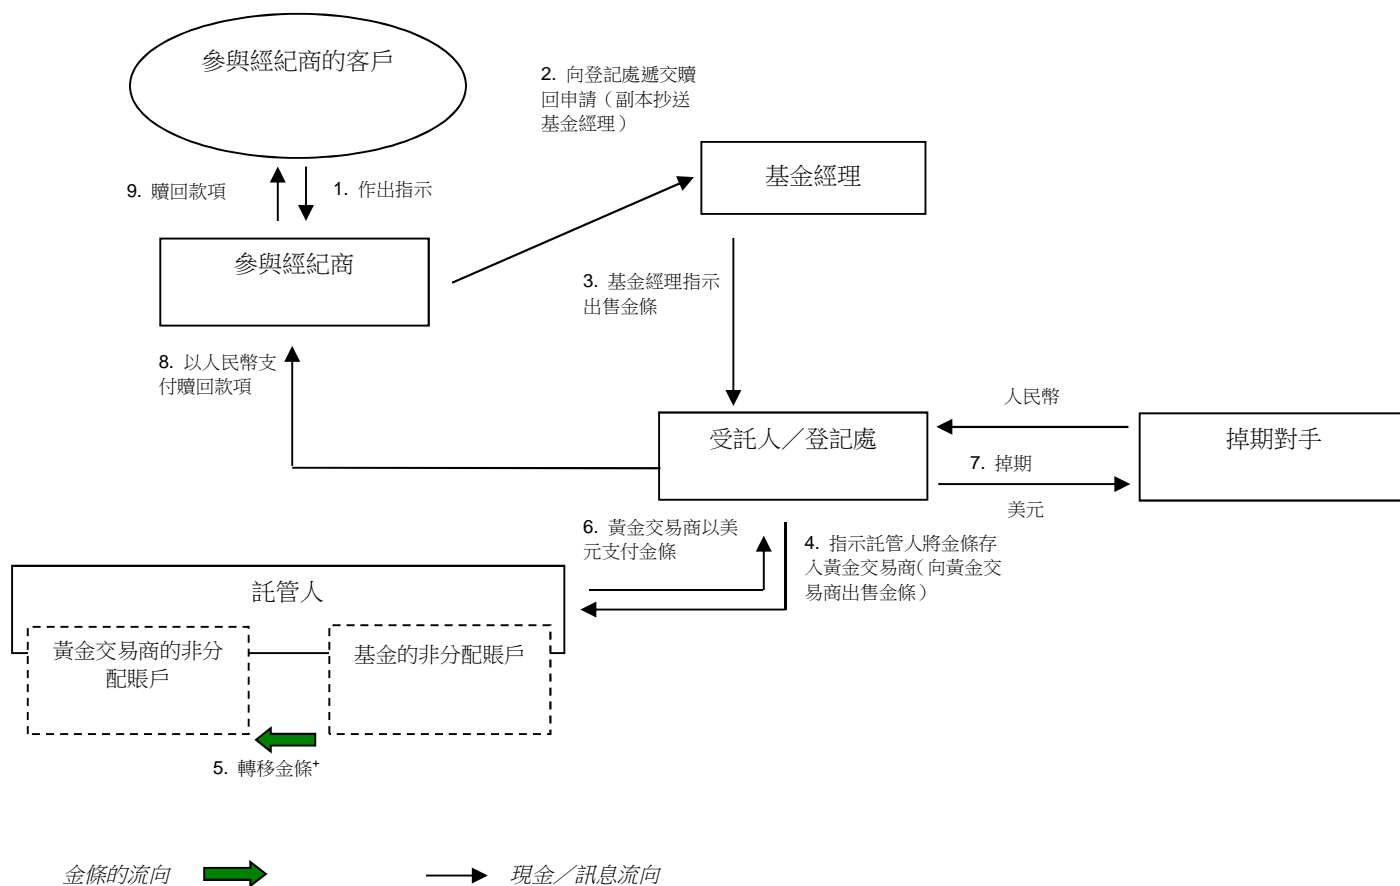 參與經紀商的客戶
2. 向登記處遞交贖
回申請（副本抄送
基金經理）
基金經理
9. 贖回款項
1. 作出指示
參與經紀商
3. 基金經理指示
出售金條
8. 以人民幣支
付贖回款項
人民幣
受託人／登記處
掉期對手
7. 掉期
美元
6. 黃金交易商以美
元支付金條
4. 指示託管人將金條存
入黃金交易商（向黃金交
易商出售金條）
託管人
黃金交易商的非分
配賬戶
基金的非分配賬戶
5. 轉移金條+
金條的流向
現金／訊息流向